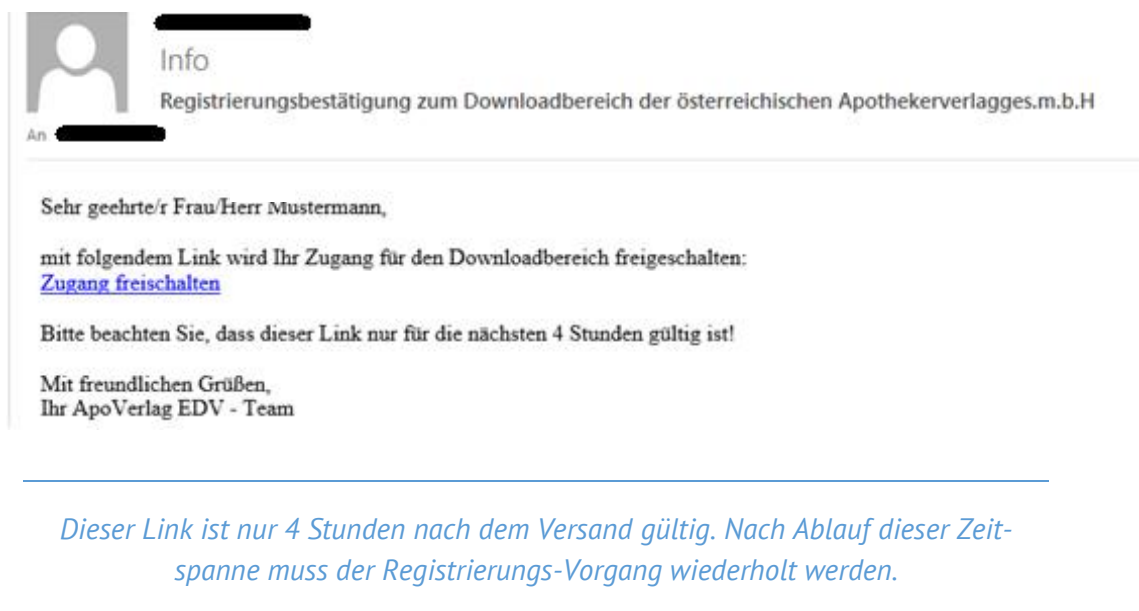 Info
Registrierungsbestätigung zum Downloadbereich der österreichischen Apothekerverlagges.m.b.H
An
Sehr geehrte/r Frau/Herr Mustermann,
mit folgendem Link wird Ihr Zugang für den Downloadbereich freigeschalten:
Zugang freischalten
Bitte beachten Sie, dass dieser Link nur für die nächsten 4 Stunden gültig ist!
Mit freundlichen Grüßen,
Ihr ApoVerlag EDV - Team
Dieser Link ist nur 4 Stunden nach dem Versand gültig. Nach Ablauf dieser Zeit-
spanne muss der Registrierungs-Vorgang wiederholt werden.